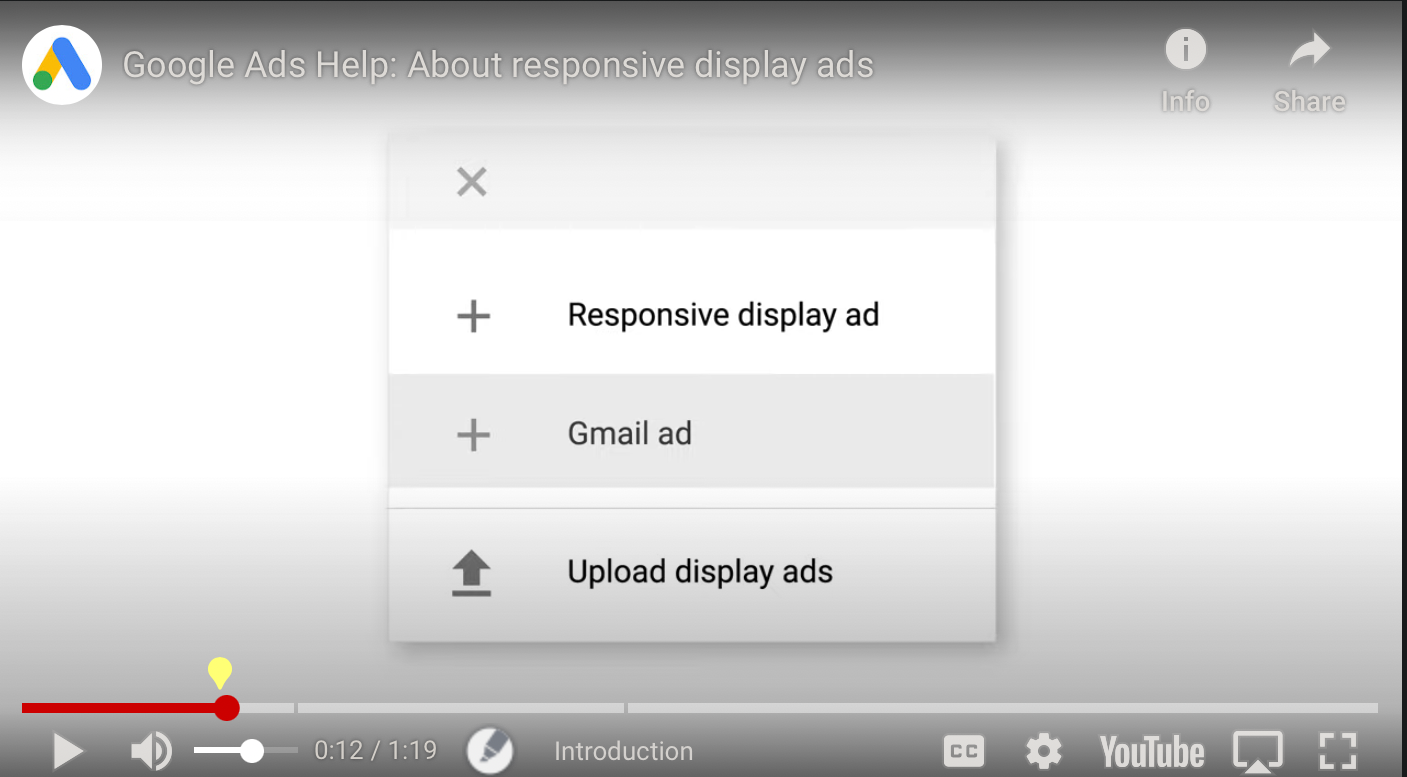 Google Ads Help: About responsive display ads
Info
Share
Responsive display ad
Gmail ad
Upload display ads
0:12 / 1:19
Introduction
CC
YouTube